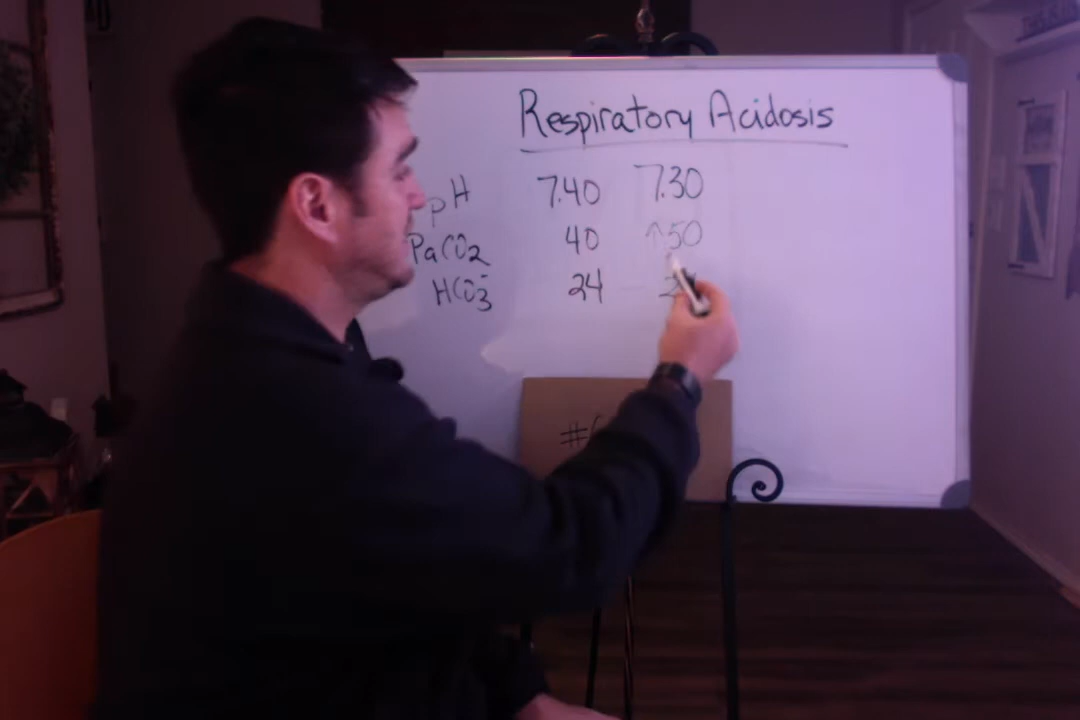 Respiratory Acidosis
pH 7.40 7.30
PaCO2 40 ↑50
HCO3- 24
#